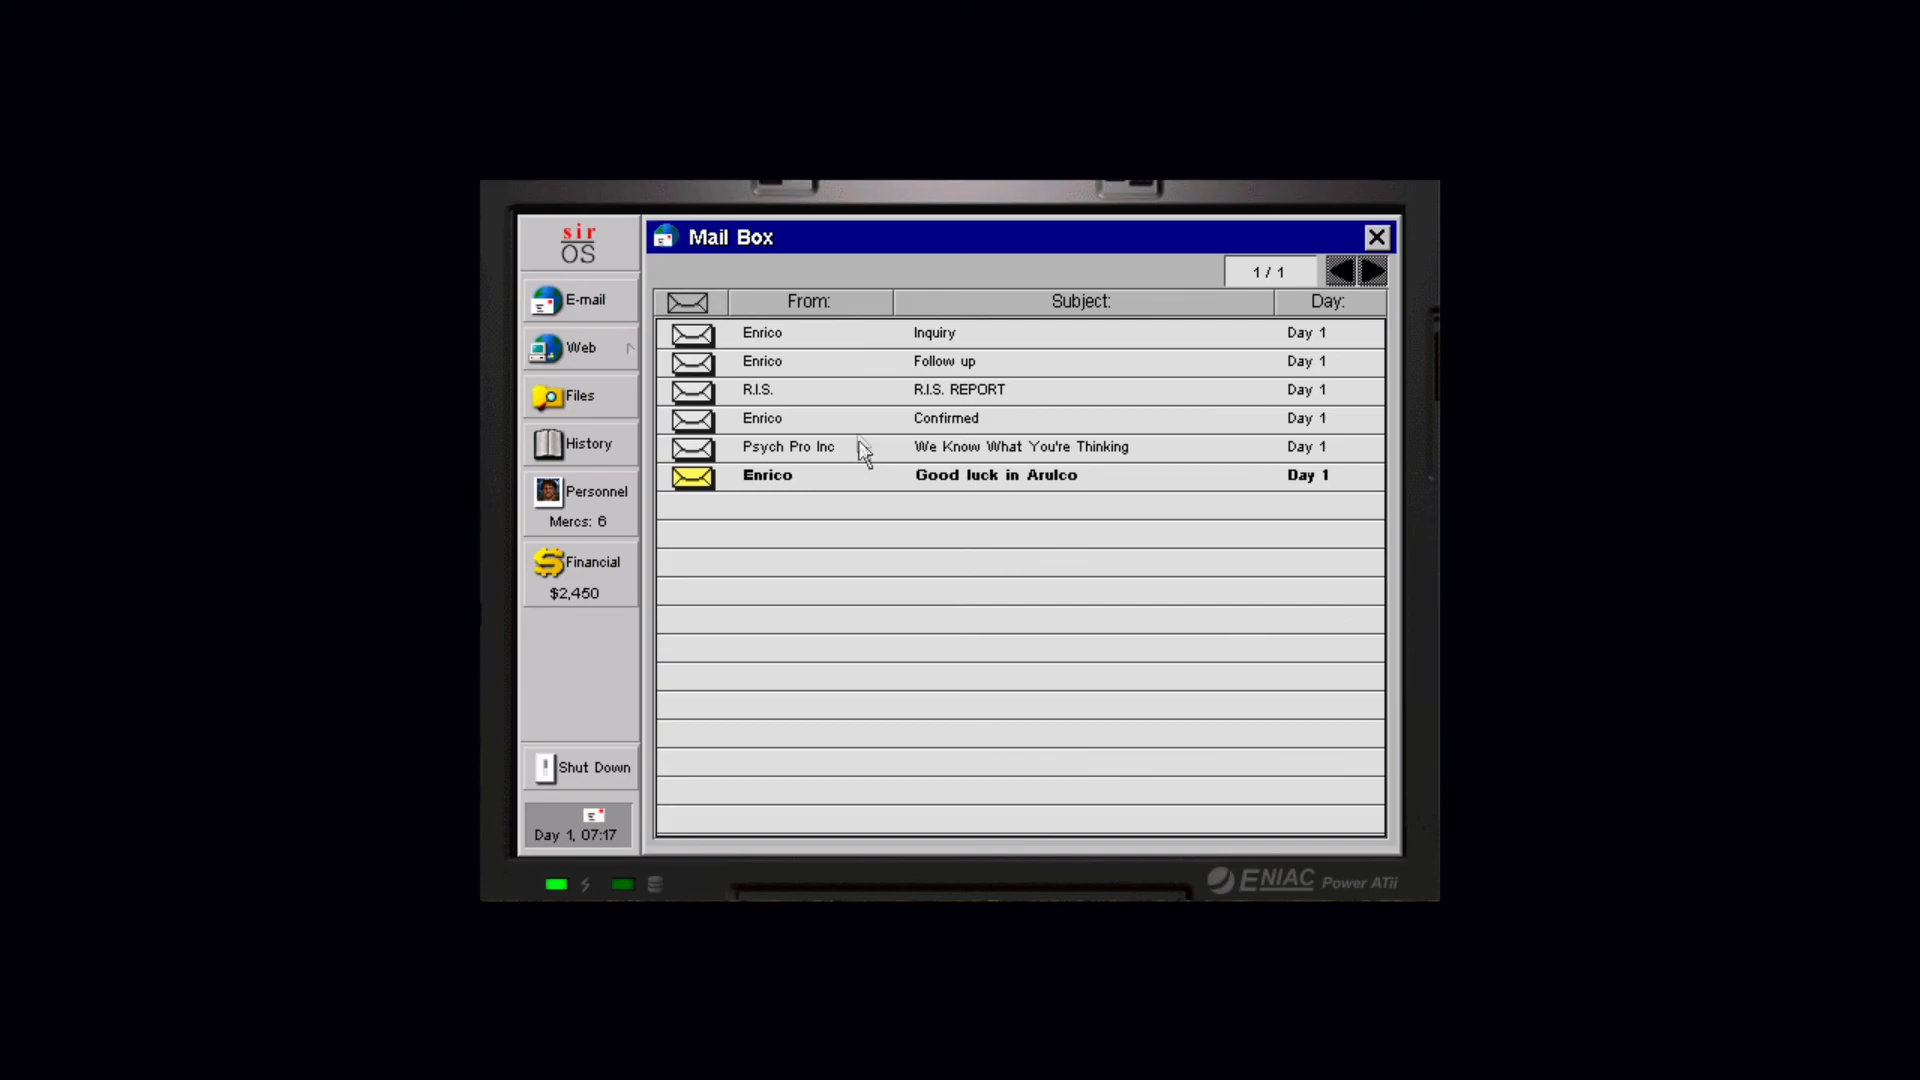 sir
OS
Mail Box
1 / 1
E-mail
Web
Files
History
Personnel
Mercs: 6
Financial
$2,450
Shut Down
Day 1, 07:17
From: Subject: Day:
Enrico Inquiry Day 1
Enrico Follow up Day 1
R.I.S. R.I.S. REPORT Day 1
Enrico Confirmed Day 1
Psych Pro Inc We Know What You're Thinking Day 1
Enrico Good luck in Arulco Day 1
ENIAC Power ATii